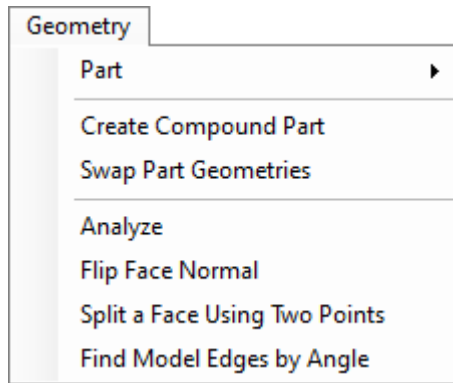 Geometry
Part
Create Compound Part
Swap Part Geometries
Analyze
Flip Face Normal
Split a Face Using Two Points
Find Model Edges by Angle